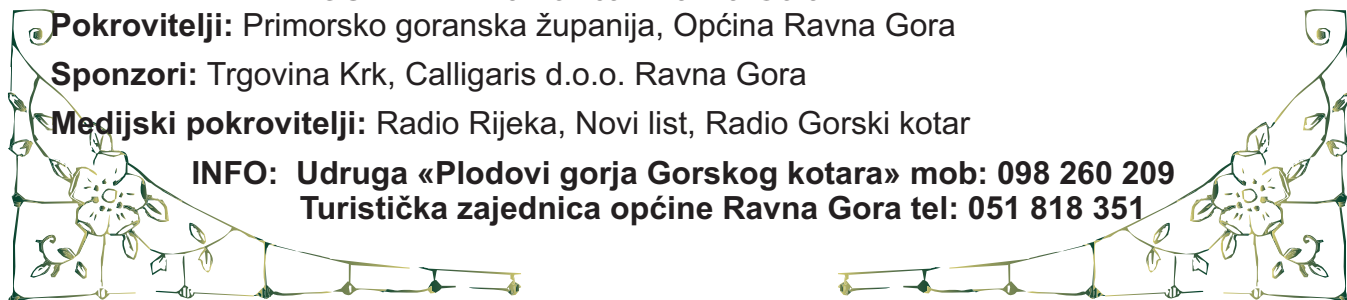 Pokrovitelji: Primorsko goranska županija, Općina Ravna Gora
Sponzori: Trgovina Krk, Calligaris d.o.o. Ravna Gora
Medijski pokrovitelji: Radio Rijeka, Novi list, Radio Gorski kotar
INFO: Udruga «Plodovi gorja Gorskog kotara» mob: 098 260 209
Turistička zajednica općine Ravna Gora tel: 051 818 351